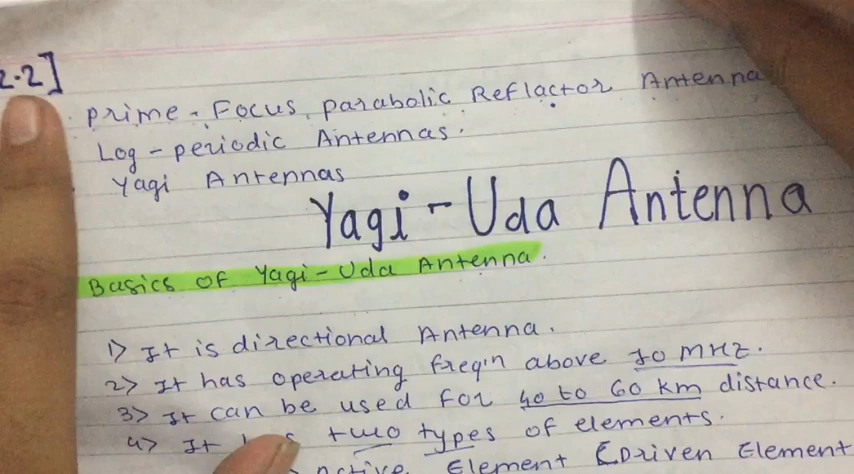 2.2]
Prime-Focus parabolic Reflactor Antenna
Log-periodic Antennas.
Yagi Antennas
Yagi-Uda Antenna
Basics of Yagi-Uda Antenna.
1) It is directional Antenna.
2) It has operating freqn above 10 MHz.
3) It can be used for 40 to 60 km distance.
4) It two types of elements.
Element (Driven Element